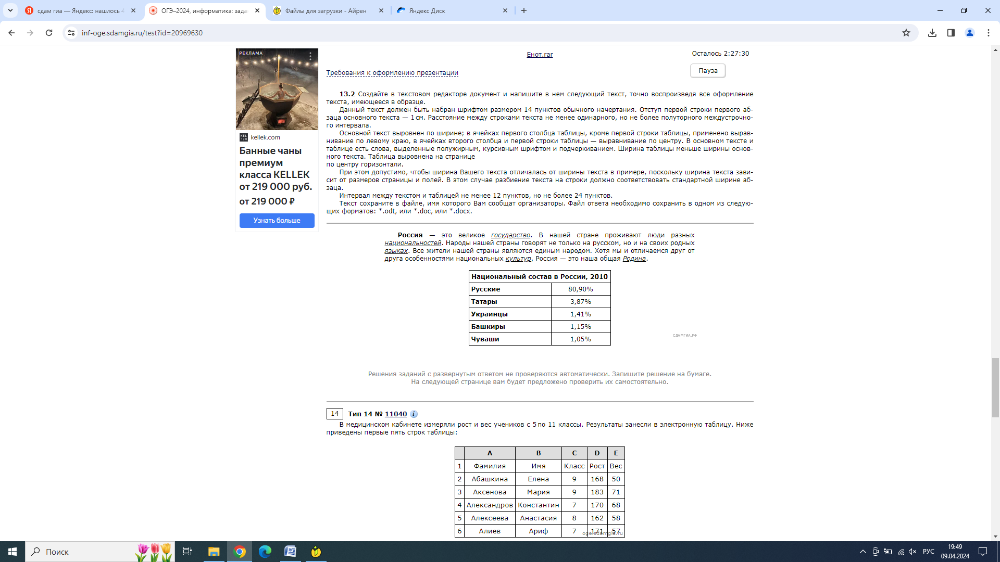 сдам гиа — Яндекс: нашлось
ОГЭ–2024, информатика: зада
Файлы для загрузки - Айрен
Яндекс Диск
inf-oge.sdamgia.ru/test?id=20969630
РЕКЛАМА
kellek.com
Банные чаны
премиум
класса KELLEK
от 219 000 руб.
от 219 000 ₽
Узнать больше
Енот.rar
Осталось 2:27:30
Пауза
Требования к оформлению презентации
13.2 Создайте в текстовом редакторе документ и напишите в нем следующий текст, точно воспроизведя все оформление
текста, имеющееся в образце.
Данный текст должен быть набран шрифтом размером 14 пунктов обычного начертания. Отступ первой строки первого аб-
заца основного текста — 1 см. Расстояние между строками текста не менее одинарного, но не более полуторного междустрочно-
го интервала.
Основной текст выровнен по ширине; в ячейках первого столбца таблицы, кроме первой строки таблицы, применено вырав-
нивание по левому краю, в ячейках второго столбца и первой строки таблицы — выравнивание по центру. В основном тексте и
таблице есть слова, выделенные полужирным, курсивным шрифтом и подчеркиванием. Ширина таблицы меньше ширины основ-
ного текста. Таблица выровнена на странице
по центру горизонтали.
При этом допустимо, чтобы ширина Вашего текста отличалась от ширины текста в примере, поскольку ширина текста зави-
сит от размеров страницы и полей. В этом случае разбиение текста на строки должно соответствовать стандартной ширине аб-
заца.
Интервал между текстом и таблицей не менее 12 пунктов, но не более 24 пунктов.
Текст сохраните в файле, имя которого Вам сообщат организаторы. Файл ответа необходимо сохранить в одном из следую-
щих форматов: *.odt, или *.doc, или *.docx.
Россия — это великое государство. В нашей стране проживают люди разных
национальностей. Народы нашей страны говорят не только на русском, но и на своих родных
языках. Все жители нашей страны являются единым народом. Хотя мы и отличаемся друг от
друга особенностями национальных культур, Россия — это наша общая Родина.
Национальный состав в России, 2010
Русские 80,90%
Татары 3,87%
Украинцы 1,41%
Башкиры 1,15%
Чуваши 1,05%
СДАМГИА.РФ
Решения заданий с развернутым ответом не проверяются автоматически. Запишите решение на бумаге.
На следующей странице вам будет предложено проверить их самостоятельно.
14 Тип 14 № 11040 i
В медицинском кабинете измеряли рост и вес учеников с 5 по 11 классы. Результаты занесли в электронную таблицу. Ниже
приведены первые пять строк таблицы:
A B C D E
1 Фамилия Имя Класс Рост Вес
2 Абашкина Елена 9 168 50
3 Аксенова Мария 9 183 71
4 Александров Константин 7 170 68
5 Алексеева Анастасия 8 162 58
6 Алиев Ариф 7 171 57
oge.sdamgia.ru
Поиск
РУС
19:49
09.04.2024